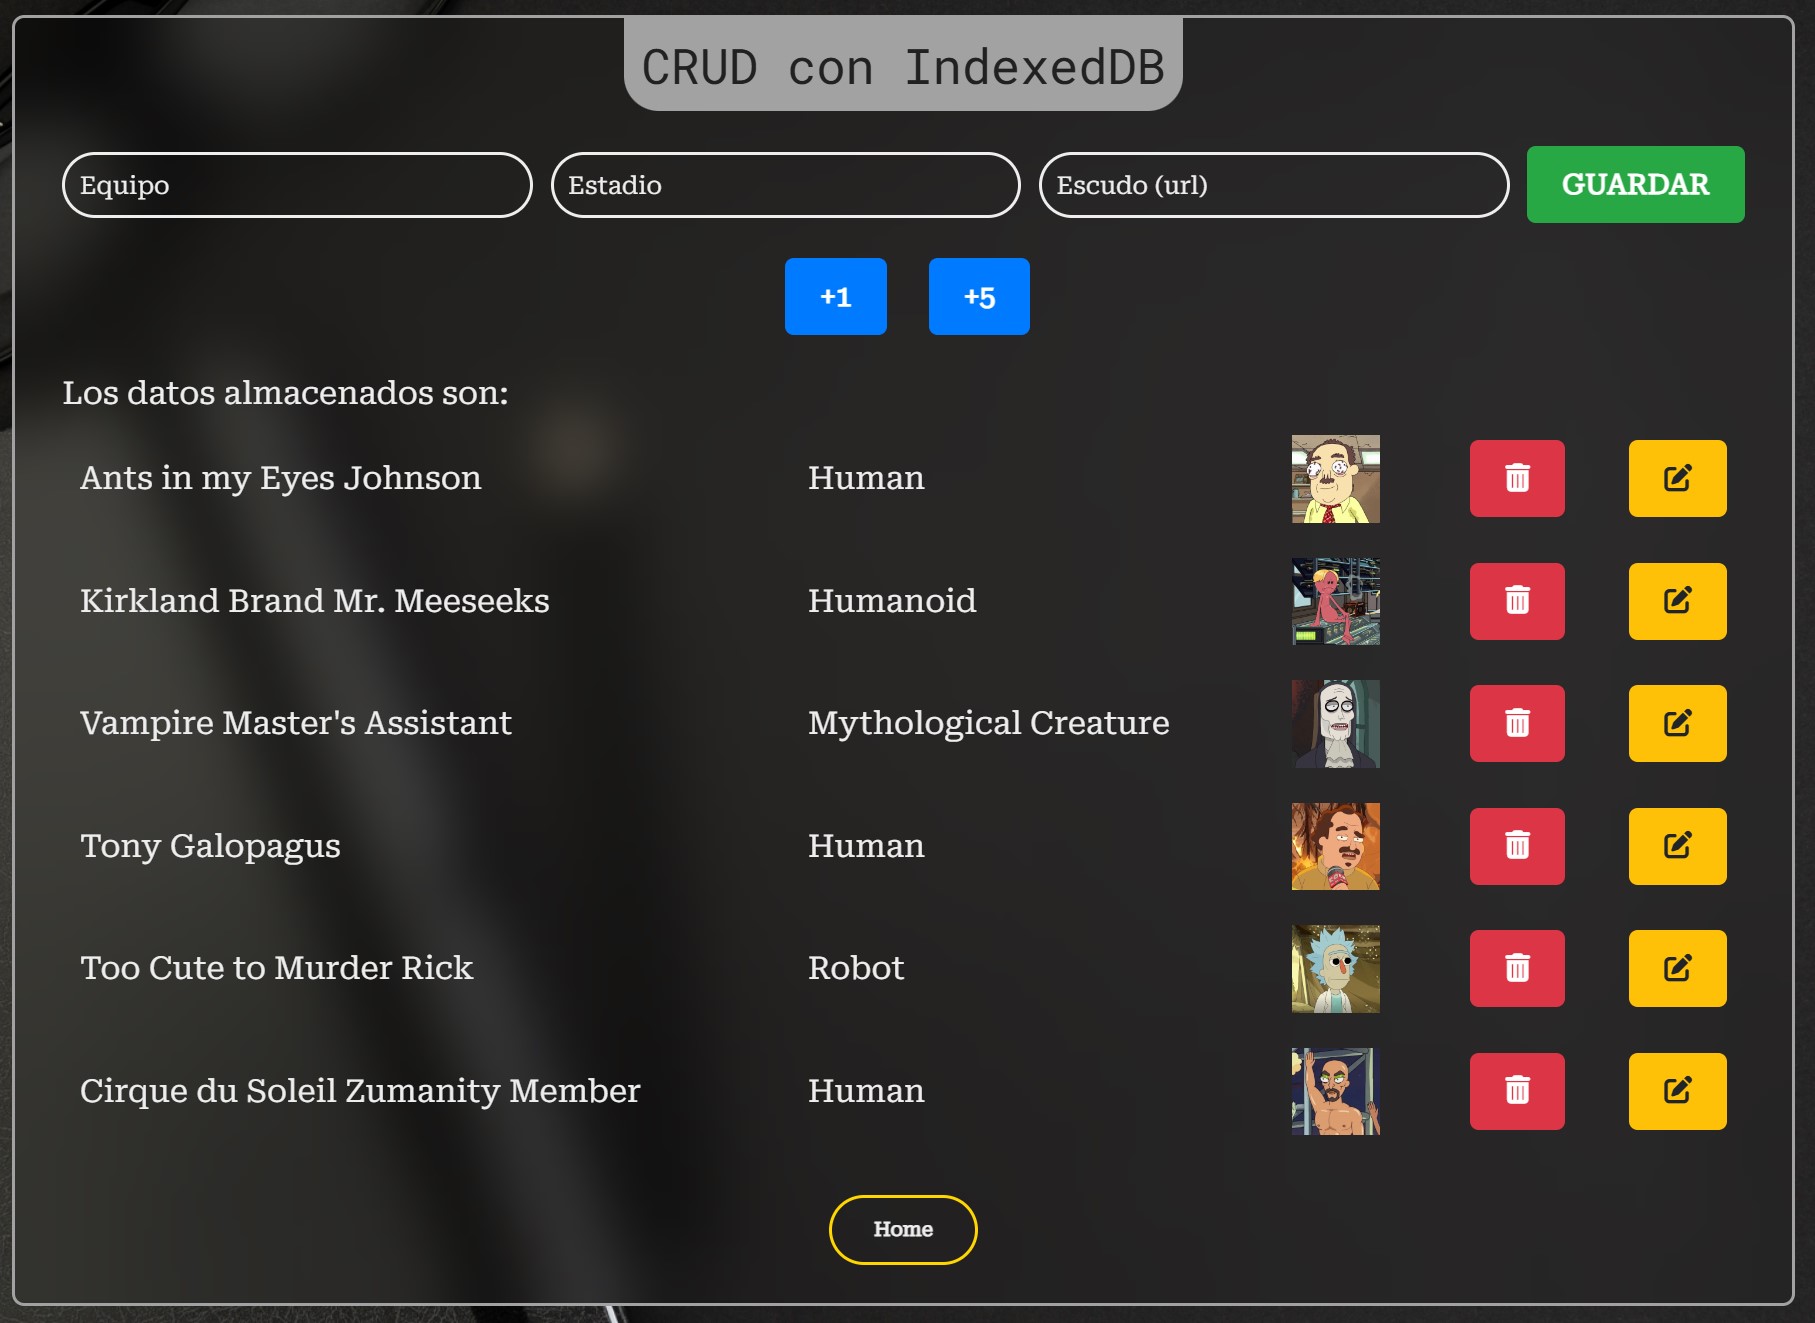 CRUD con IndexedDB
Equipo Estadio Escudo (url) GUARDAR
+1 +5
Los datos almacenados son:
Ants in my Eyes Johnson Human
Kirkland Brand Mr. Meeseeks Humanoid
Vampire Master's Assistant Mythological Creature
Tony Galopagus Human
Too Cute to Murder Rick Robot
Cirque du Soleil Zumanity Member Human
Home